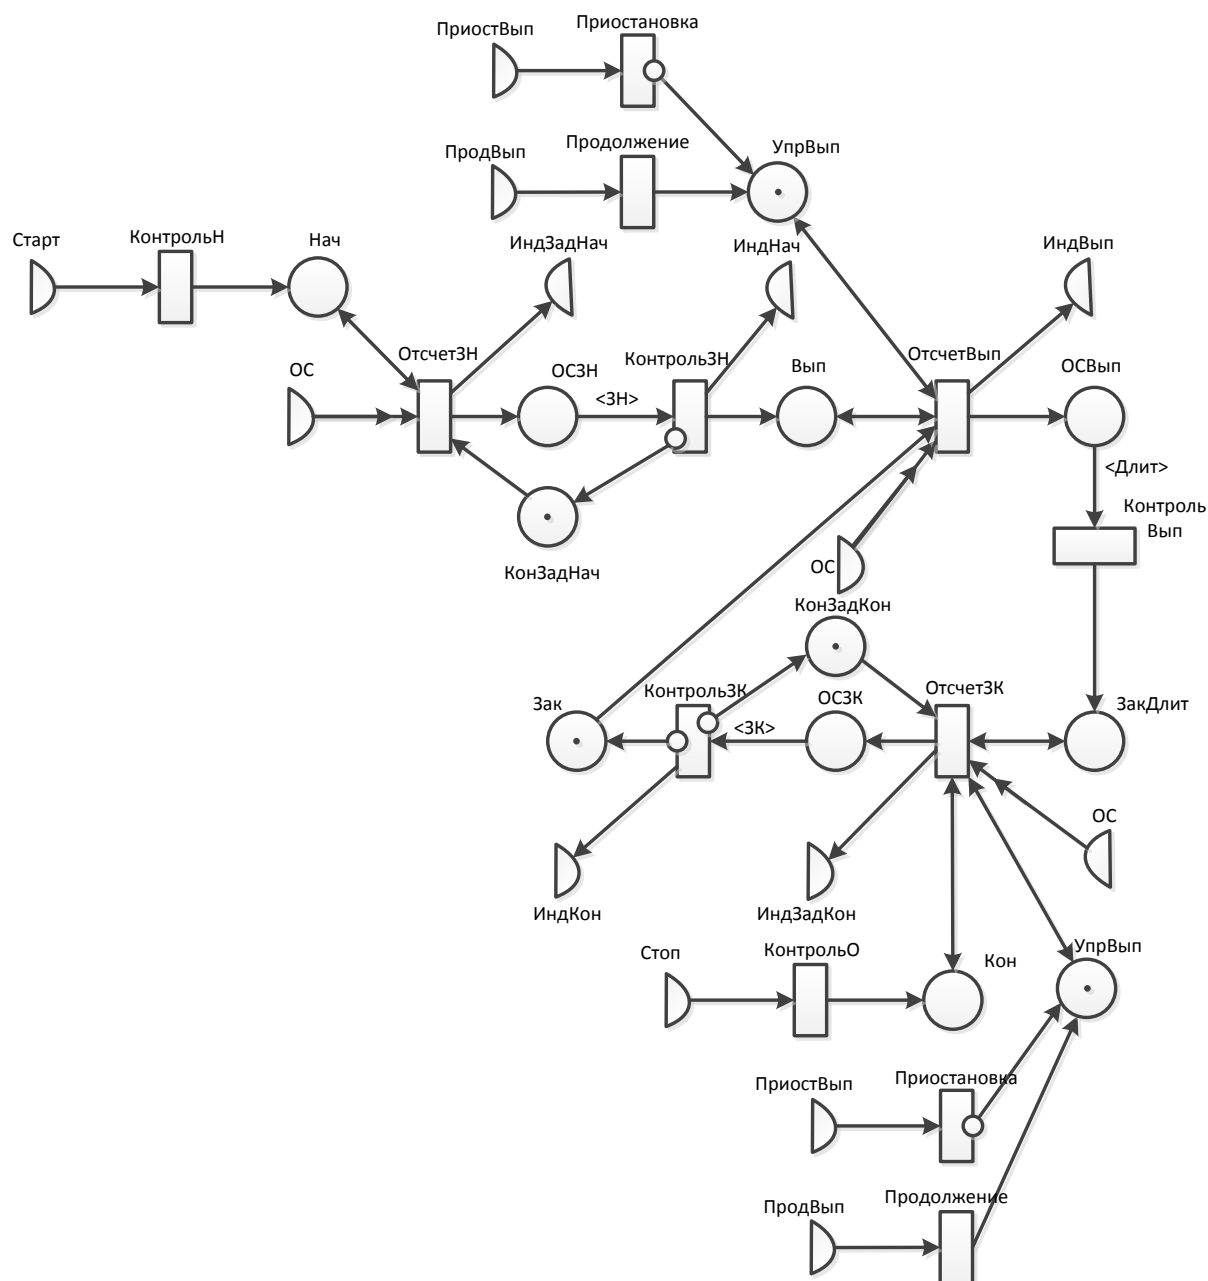 Приостановка
ПриостВып
Продолжение
ПродВып
УпрВып
Старт
КонтрольН
Нач
ИндЗадНач
ИндНач
ИндВып
ОС
ОтсчетЗН
ОСЗН
<ЗН>
КонтрольЗН
Вып
ОтсчетВып
ОСВып
<Длит>
Контроль
Вып
КонЗадНач
ОС
КонЗадКон
Зак
КонтрольЗК
<ЗК>
ОСЗК
ОтсчетЗК
ЗакДлит
ОС
ИндКон
ИндЗадКон
Стоп
КонтрольО
Кон
УпрВып
ПриостВып
Приостановка
ПродВып
Продолжение